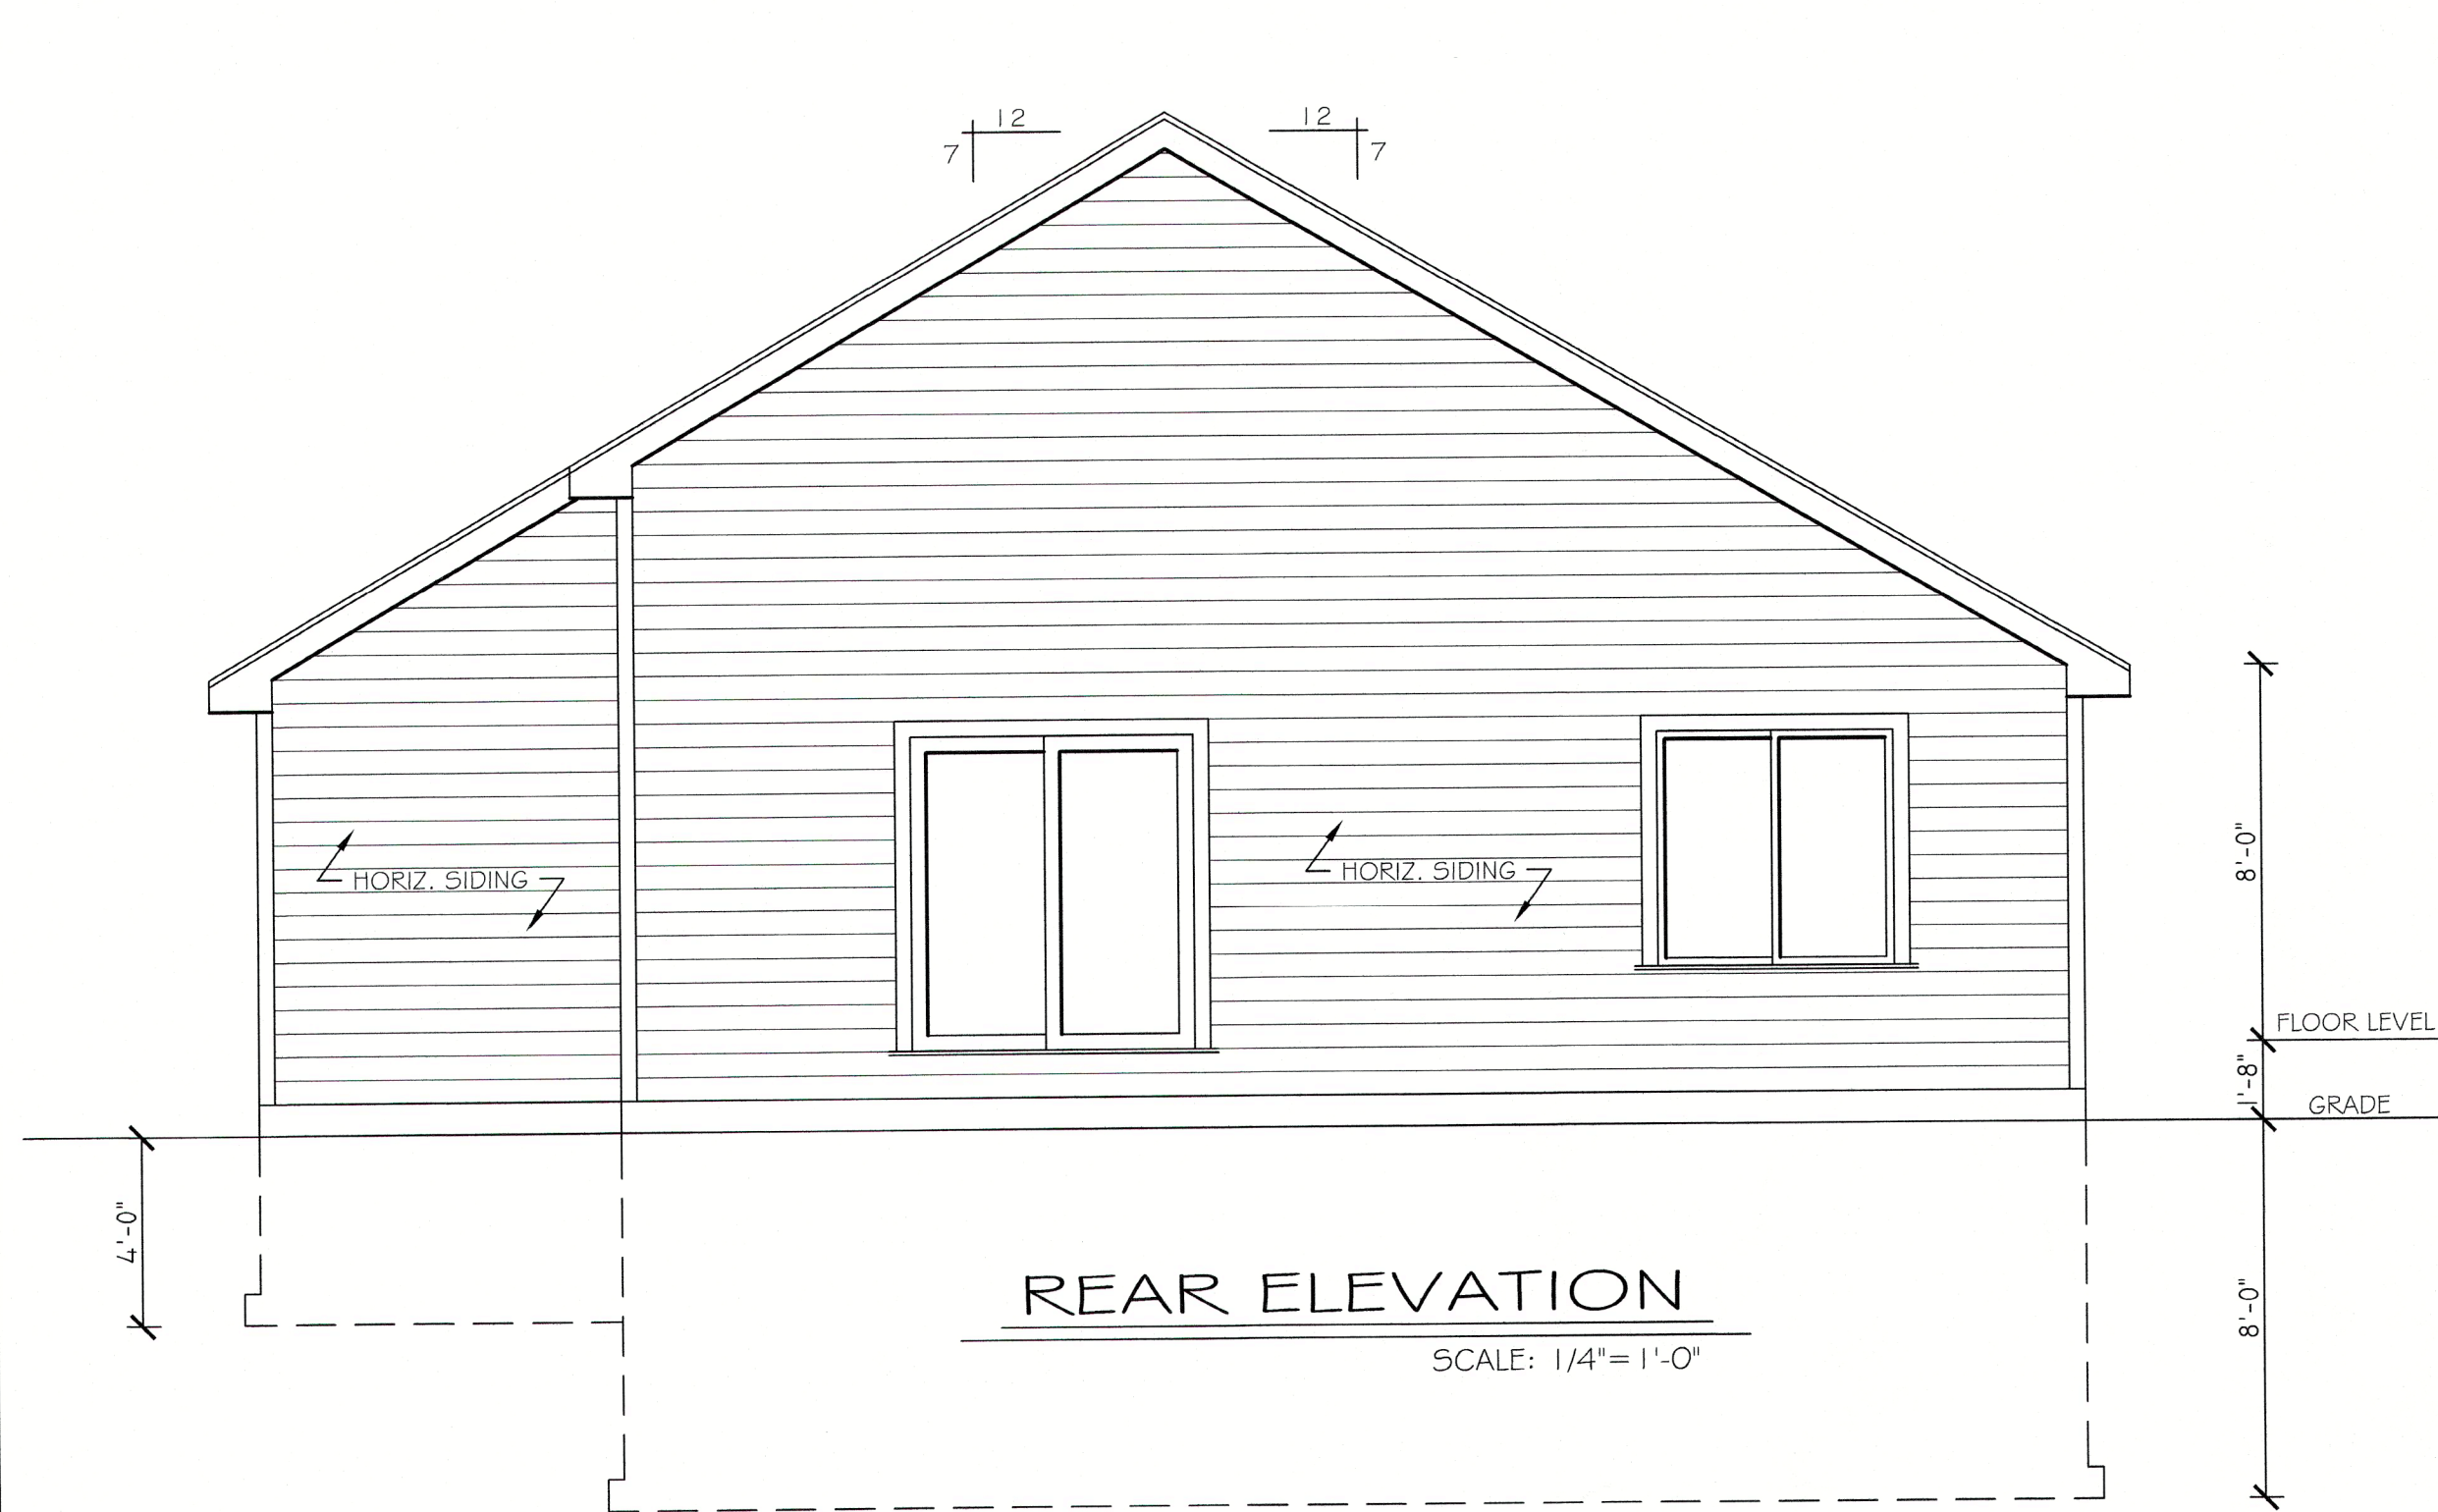 12
12
7
7
8'-0"
HORIZ. SIDING
HORIZ. SIDING
FLOOR LEVEL
1'-8"
GRADE
4'-0"
8'-0"
REAR ELEVATION
SCALE: 1/4"= 1'-0"